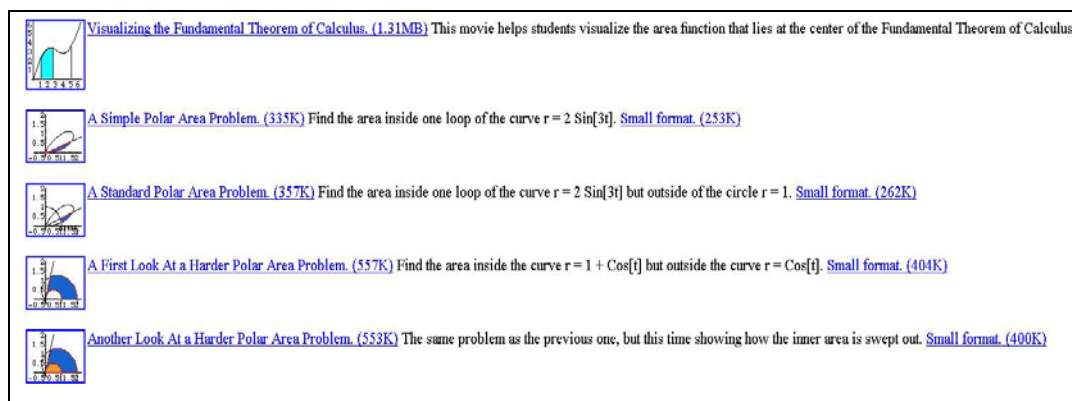 Visualizing the Fundamental Theorem of Calculus. (1.31MB) This movie helps students visualize the area function that lies at the center of the Fundamental Theorem of Calculus
1 2 3 4 5 6
A Simple Polar Area Problem. (335K) Find the area inside one loop of the curve r = 2 Sin[3t]. Small format. (253K)
A Standard Polar Area Problem. (357K) Find the area inside one loop of the curve r = 2 Sin[3t] but outside of the circle r = 1. Small format. (262K)
A First Look At a Harder Polar Area Problem. (557K) Find the area inside the curve r = 1 + Cos[t] but outside the curve r = Cos[t]. Small format. (404K)
Another Look At a Harder Polar Area Problem. (553K) The same problem as the previous one, but this time showing how the inner area is swept out. Small format. (400K)